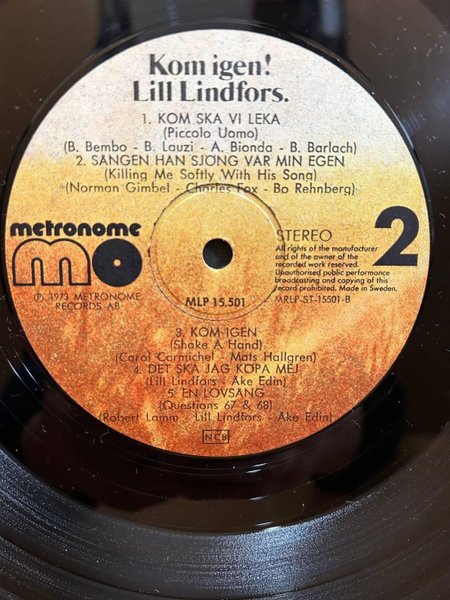 Kom igen!
Lill Lindfors.
1. KOM SKA VI LEKA
(Piccolo Uomo)
(B. Bembo - B. Lauzi - A. Bionda - B. Barlach)
2. SÅNGEN HAN SJÖNG VAR MIN EGEN
(Killing Me Softly With His Song)
(Norman Gimbel - Charles Fox - Bo Rehnberg)
metronome
mo
℗ 1973 METRONOME
RECORDS AB
MLP 15.501
STEREO
2
All rights of the manufacturer
and of the owner of the
recorded work reserved.
Unauthorised public performance
broadcasting and copying of this
record prohibited. Made in Sweden.
MRLP-ST-15501-B
3. KOM IGEN
(Shake A Hand)
(Carol Carmichel - Mats Hallgren)
4. DET SKA JAG KÖPA MEJ
(Lill Lindfors - Åke Edin)
5. EN LOVSÅNG
(Questions 67 & 68)
(Robert Lamm - Lill Lindfors - Åke Edin)
NCB